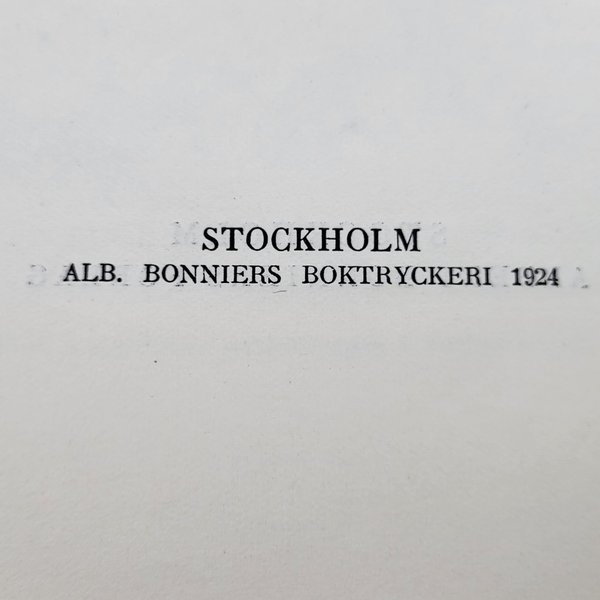 STOCKHOLM
ALB. BONNIERS BOKTRYCKERI 1924